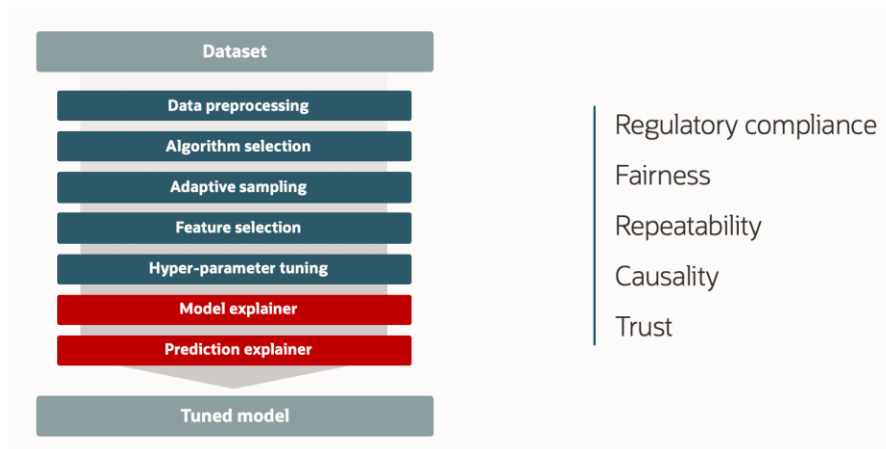 Dataset
Data preprocessing
Algorithm selection
Adaptive sampling
Feature selection
Hyper-parameter tuning
Model explainer
Prediction explainer
Tuned model
Regulatory compliance
Fairness
Repeatability
Causality
Trust